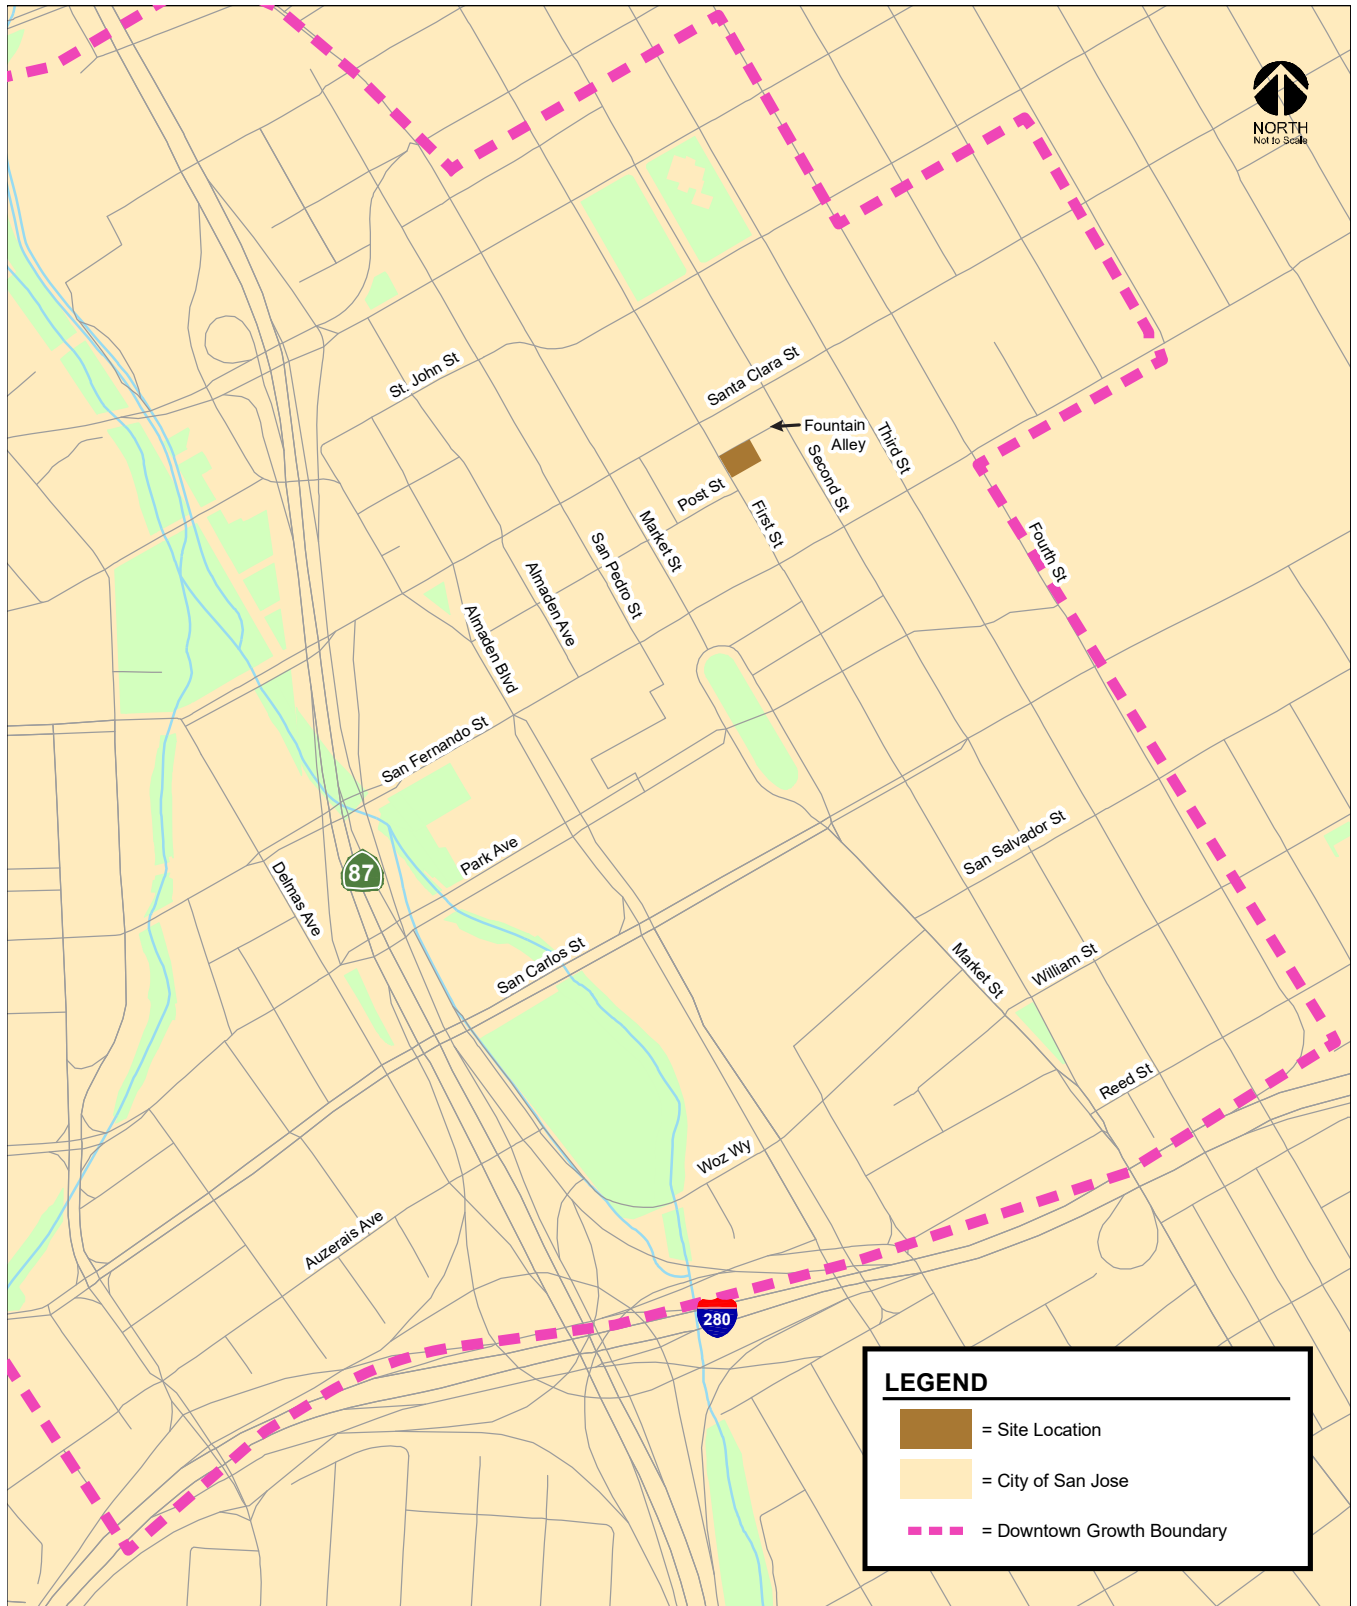 NORTH
Not to Scale
St. John St
Santa Clara St
Fountain
Alley
Third St
Second St
Post St
First St
Market St
San Pedro St
Almaden Ave
Almaden Blvd
Fourth St
San Fernando St
Park Ave
87
Delmas Ave
San Carlos St
San Salvador St
Market St
William St
Reed St
Woz Wy
Auzerais Ave
280
LEGEND
= Site Location
= City of San Jose
= Downtown Growth Boundary